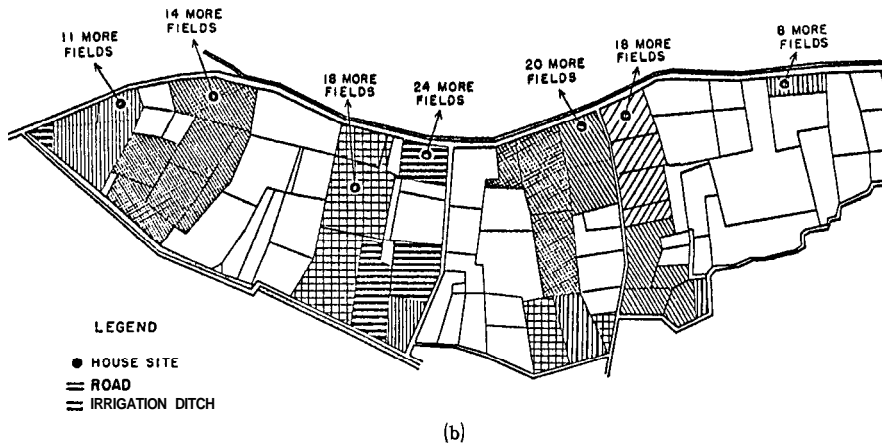 11 MORE
FIELDS
14 MORE
FIELDS
18 MORE
FIELDS
24 MORE
FIELDS
20 MORE
FIELDS
18 MORE
FIELDS
8 MORE
FIELDS
LEGEND
HOUSE SITE
ROAD
IRRIGATION DITCH
(b)